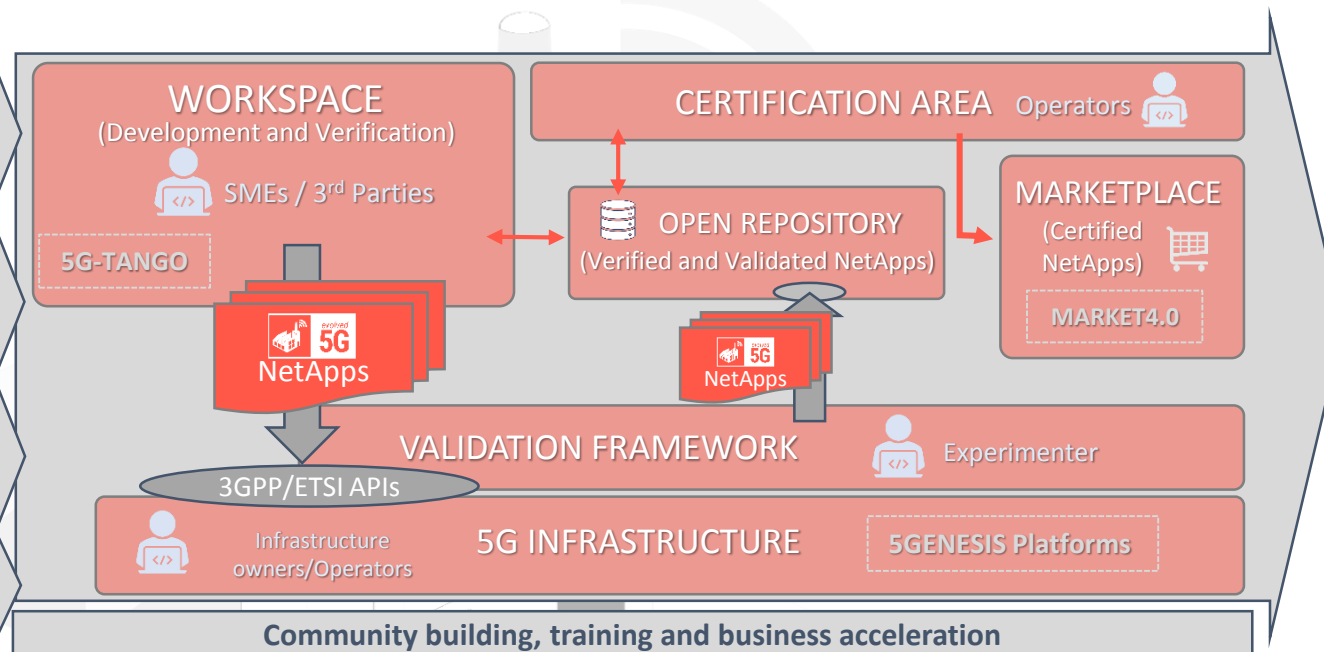 WORKSPACE
(Development and Verification)
</>
SMEs / 3rd Parties
5G-TANGO
evolved
5G
NetApps
CERTIFICATION AREA
Operators
</>
OPEN REPOSITORY
(Verified and Validated NetApps)
MARKETPLACE
(Certified
NetApps)
MARKET4.0
evolved
5G
NetApps
VALIDATION FRAMEWORK
</>
Experimenter
3GPP/ETSI APIs
</>
Infrastructure
owners/Operators
5G INFRASTRUCTURE
5GENESIS Platforms
Community building, training and business acceleration